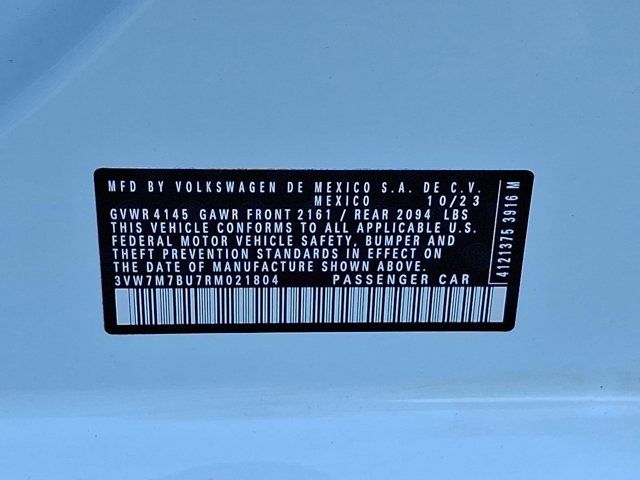 MFD BY VOLKSWAGEN DE MEXICO S.A. DE C.V.
MEXICO 10/23
GVWR 4145 GAWR FRONT 2161 / REAR 2094 LBS
THIS VEHICLE CONFORMS TO ALL APPLICABLE U.S.
FEDERAL MOTOR VEHICLE SAFETY, BUMPER AND
THEFT PREVENTION STANDARDS IN EFFECT ON
THE DATE OF MANUFACTURE SHOWN ABOVE.
3VW7M7BU7RM021804 PASSENGER CAR
4121375 3916 M